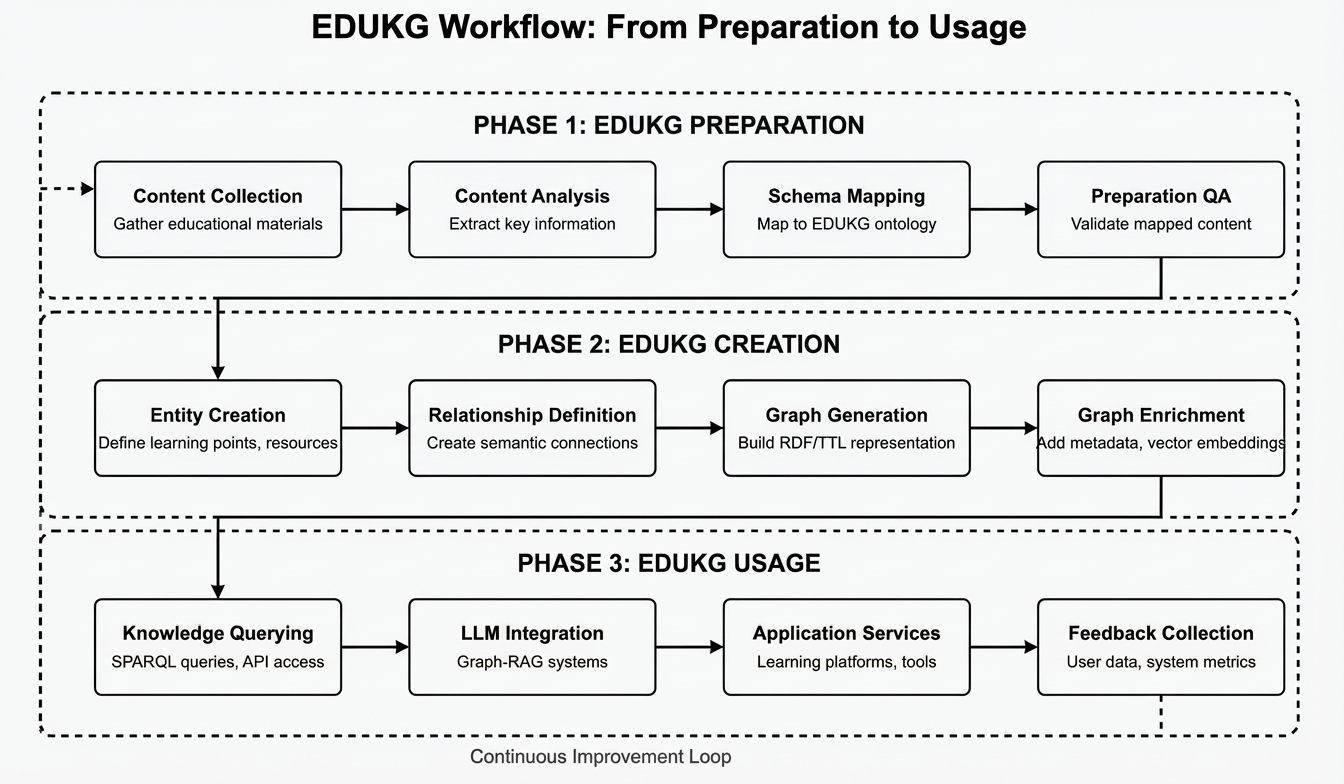 EDUKG Workflow: From Preparation to Usage
PHASE 1: EDUKG PREPARATION
Content Collection
Gather educational materials
Content Analysis
Extract key information
Schema Mapping
Map to EDUKG ontology
Preparation QA
Validate mapped content
PHASE 2: EDUKG CREATION
Entity Creation
Define learning points, resources
Relationship Definition
Create semantic connections
Graph Generation
Build RDF/TTL representation
Graph Enrichment
Add metadata, vector embeddings
PHASE 3: EDUKG USAGE
Knowledge Querying
SPARQL queries, API access
LLM Integration
Graph-RAG systems
Application Services
Learning platforms, tools
Feedback Collection
User data, system metrics
Continuous Improvement Loop